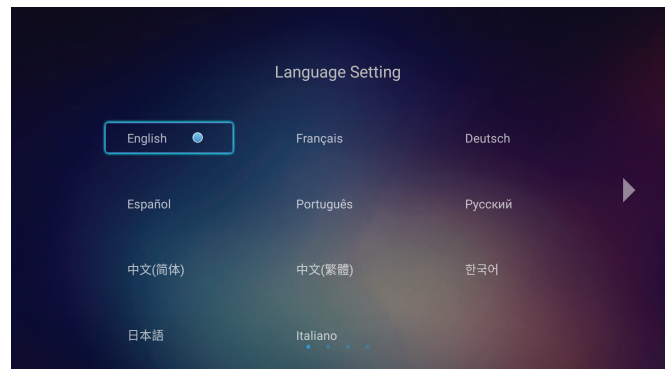 Language Setting
English Français Deutsch
Español Português Русский
中文(简体) 中文(繁體) 한국어
日本語 Italiano